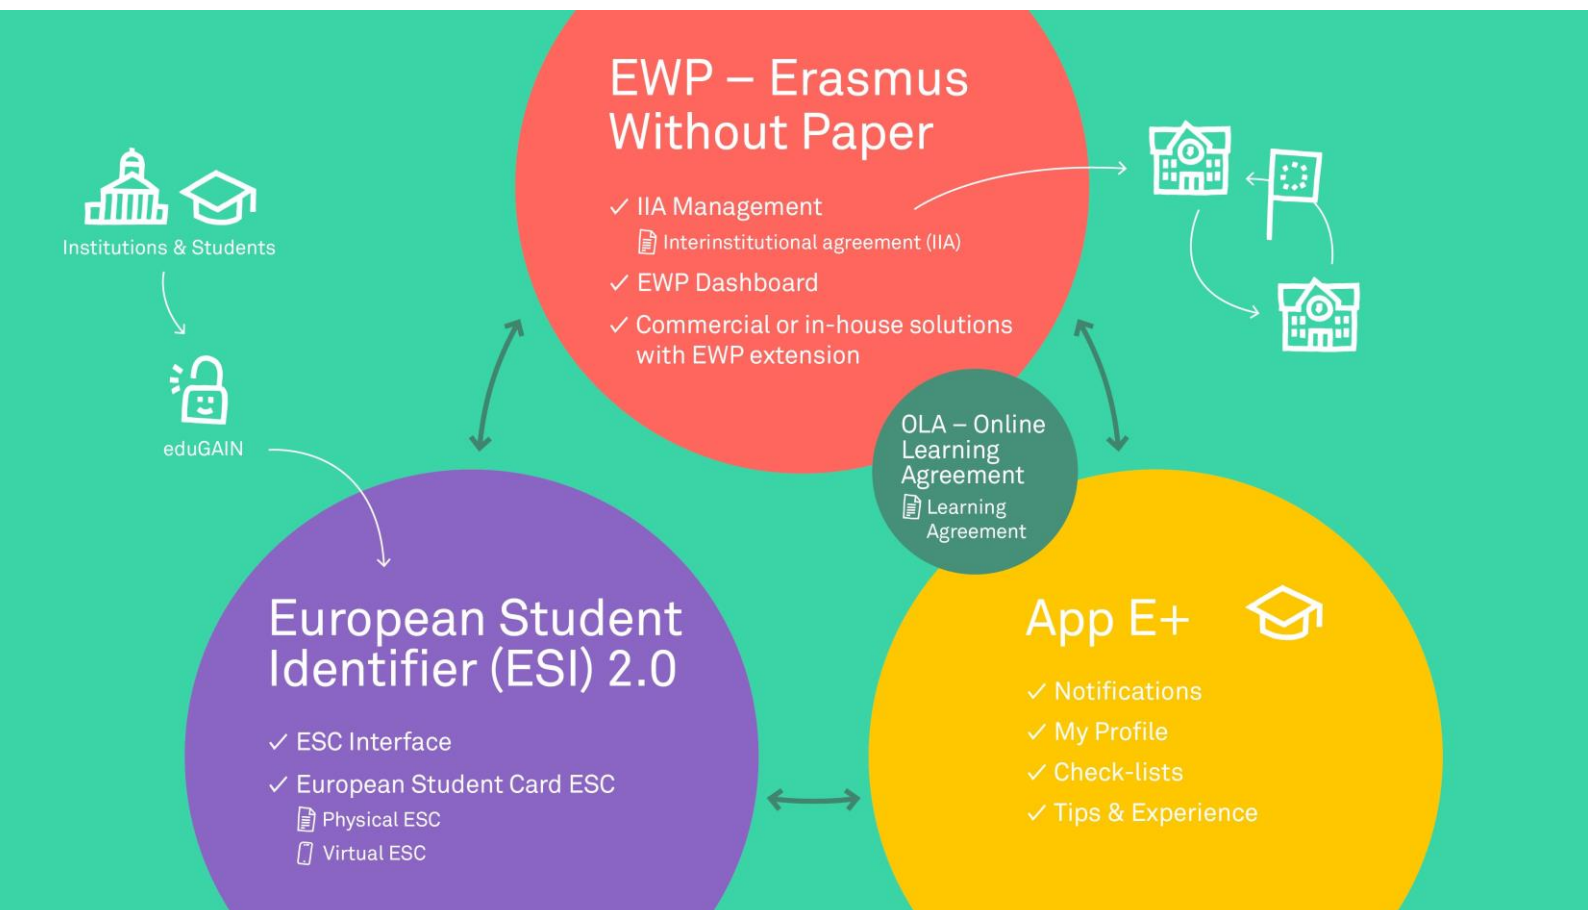 EWP – Erasmus
Without Paper
✓ IIA Management
Interinstitutional agreement (IIA)
✓ EWP Dashboard
✓ Commercial or in-house solutions
with EWP extension
Institutions & Students
eduGAIN
OLA – Online
Learning
Agreement
Learning
Agreement
European Student
Identifier (ESI) 2.0
✓ ESC Interface
✓ European Student Card ESC
Physical ESC
Virtual ESC
App E+
✓ Notifications
✓ My Profile
✓ Check-lists
✓ Tips & Experience